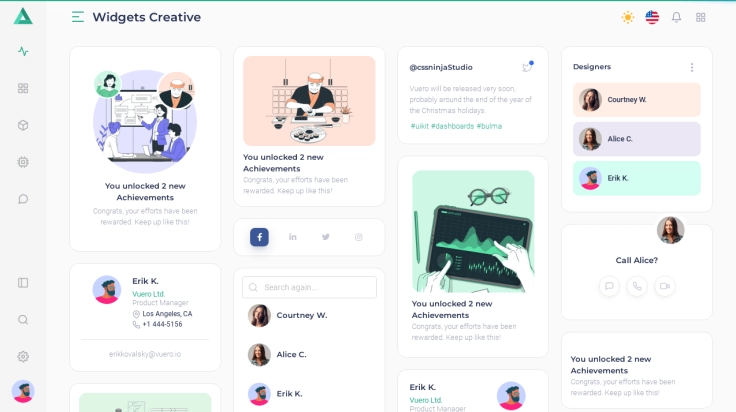 Widgets Creative
You unlocked 2 new
Achievements
Congrats, your efforts have been
rewarded. Keep up like this!
Erik K.
Vuero Ltd.
Product Manager
Los Angeles, CA
+1 444-5156
erikkovalsky@vuero.io
You unlocked 2 new
Achievements
Congrats, your efforts have been
rewarded. Keep up like this!
Search again...
Courtney W.
Alice C.
Erik K.
@cssninjaStudio
Vuero will be released very soon,
probably around the end of the year of
the Christmas holidays.
#uikit #dashboards #bulma
You unlocked 2 new
Achievements
Congrats, your efforts have been
rewarded. Keep up like this!
Erik K.
Vuero Ltd.
Product Manager
Designers
Courtney W.
Alice C.
Erik K.
Call Alice?
You unlocked 2 new
Achievements
Congrats, your efforts have been
rewarded. Keep up like this!